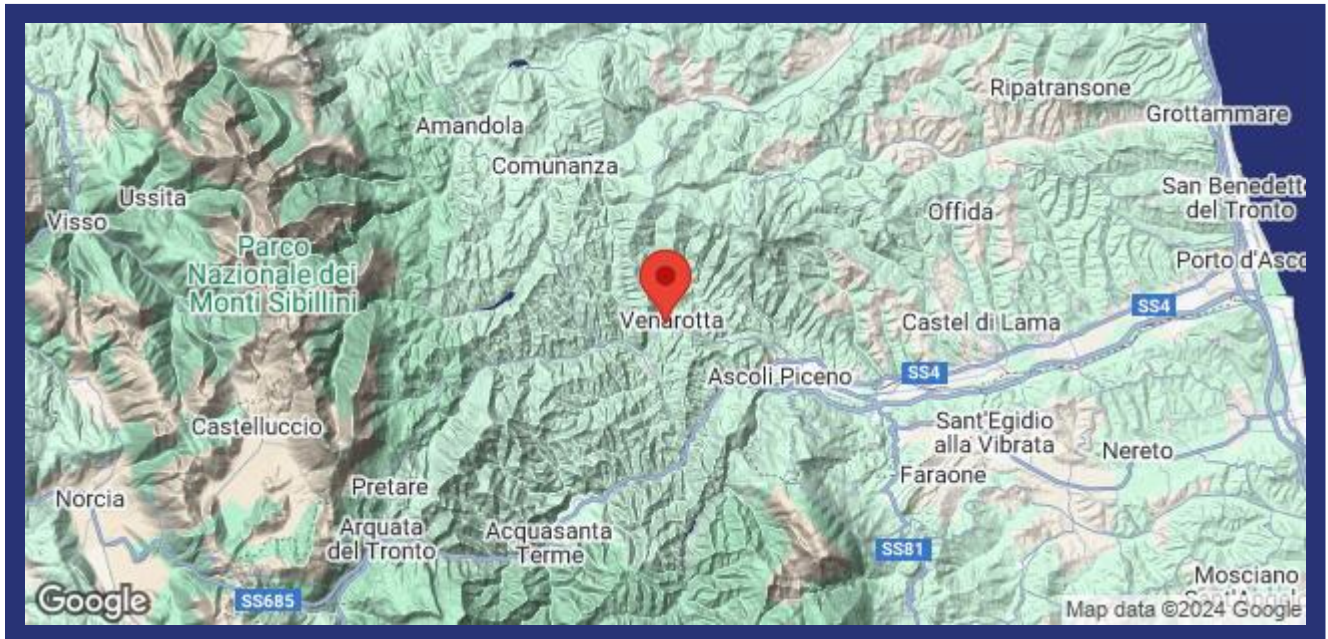 Ripatransone
Grottammare
Amandola
Comunanza
San Benedett
del Tronto
Ussita
Visso
Offida
Parco
Nazionale dei
Monti Sibillini
Porto d'Asco
SS4
Venarotta
Castel di Lama
Ascoli Piceno
SS4
Castelluccio
Sant'Egidio
alla Vibrata
Nereto
Faraone
Norcia
Pretare
Arquata
del Tronto
Acquasanta
Terme
SS81
Mosciano
SS685
Google
Map data ©2024 Google